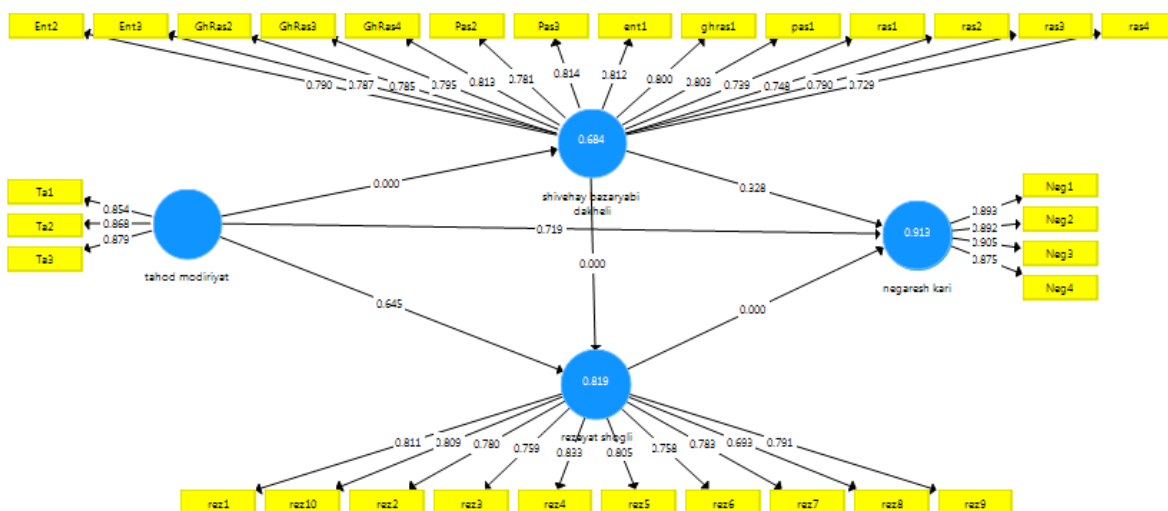 Ent2 Ent3 GhRas2 GhRas3 GhRas4 Pas2 Pas3 ent1 ghras1 pas1 ras1 ras2 ras3 ras4
0.790 0.787 0.785 0.795 0.813 0.781 0.814 0.812 0.800 0.803 0.739 0.748 0.790 0.729
0.684
shivehay bazaryabi
dakheli
0.000
0.328
0.719
0.000
0.645
0.000
Ta1
Ta2
Ta3
0.854
0.868
0.879
tahod modiriyat
0.913
negaresh kari
0.893
0.892
0.905
0.875
Neg1
Neg2
Neg3
Neg4
0.819
rezayat shogli
0.811 0.809 0.780 0.759 0.833 0.805 0.758 0.783 0.693 0.791
rez1 rez10 rez2 rez3 rez4 rez5 rez6 rez7 rez8 rez9